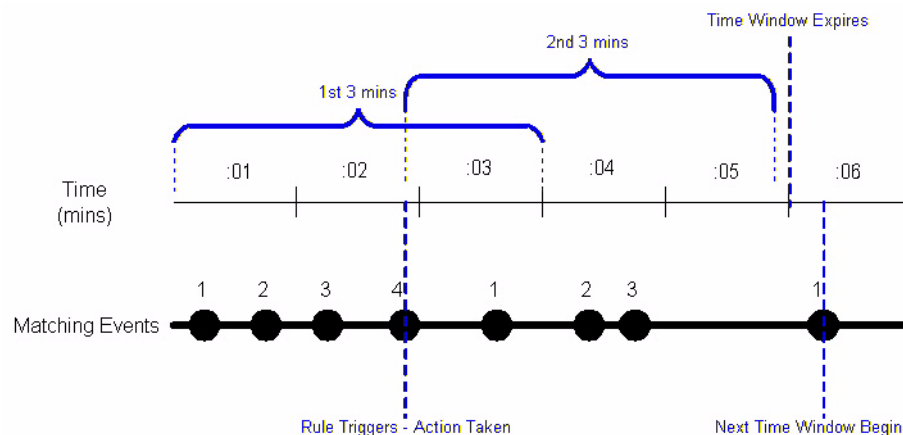 Time Window Expires
2nd 3 mins
1st 3 mins
:01 :02 :03 :04 :05 :06
Time
(mins)
1 2 3 4 1 2 3 1
Matching Events
Rule Triggers - Action Taken
Next Time Window Begin